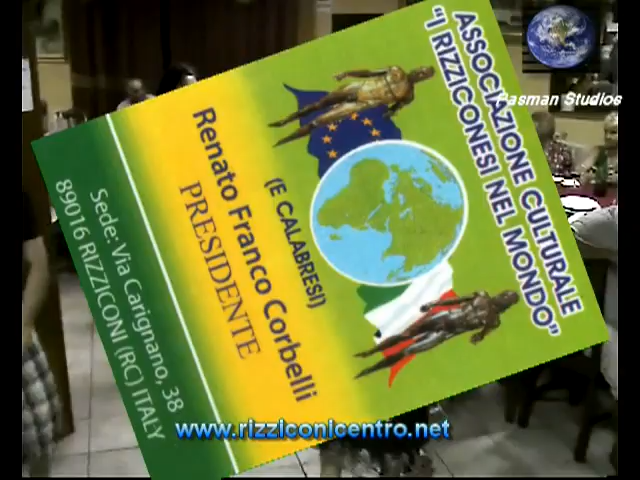 ASSOCIAZIONE CULTURALE
"I RIZZICONESI NEL MONDO"
(E CALABRESI)
Renato Franco Corbelli
PRESIDENTE
Sede: Via Carignano, 38
89016 RIZZICONI (RC) ITALY
Pasman Studios
www.rizziconicentro.net